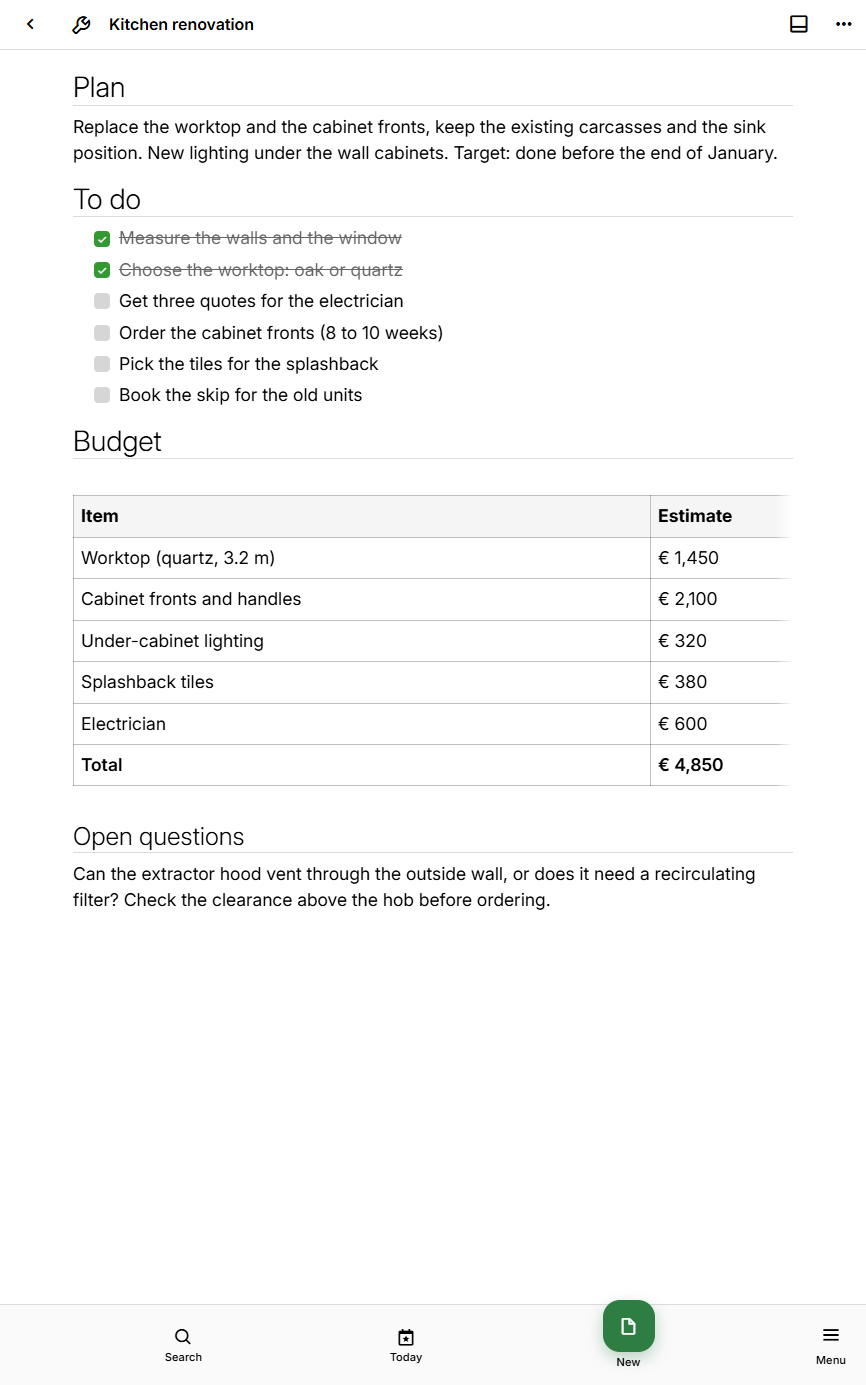 Kitchen renovation
Plan
Replace the worktop and the cabinet fronts, keep the existing carcasses and the sink
position. New lighting under the wall cabinets. Target: done before the end of January.
To do
Measure the walls and the window
Choose the worktop: oak or quartz
Get three quotes for the electrician
Order the cabinet fronts (8 to 10 weeks)
Pick the tiles for the splashback
Book the skip for the old units
Budget
Item Estimate
Worktop (quartz, 3.2 m) € 1,450
Cabinet fronts and handles € 2,100
Under-cabinet lighting € 320
Splashback tiles € 380
Electrician € 600
Total € 4,850
Open questions
Can the extractor hood vent through the outside wall, or does it need a recirculating
filter? Check the clearance above the hob before ordering.
Search Today New Menu